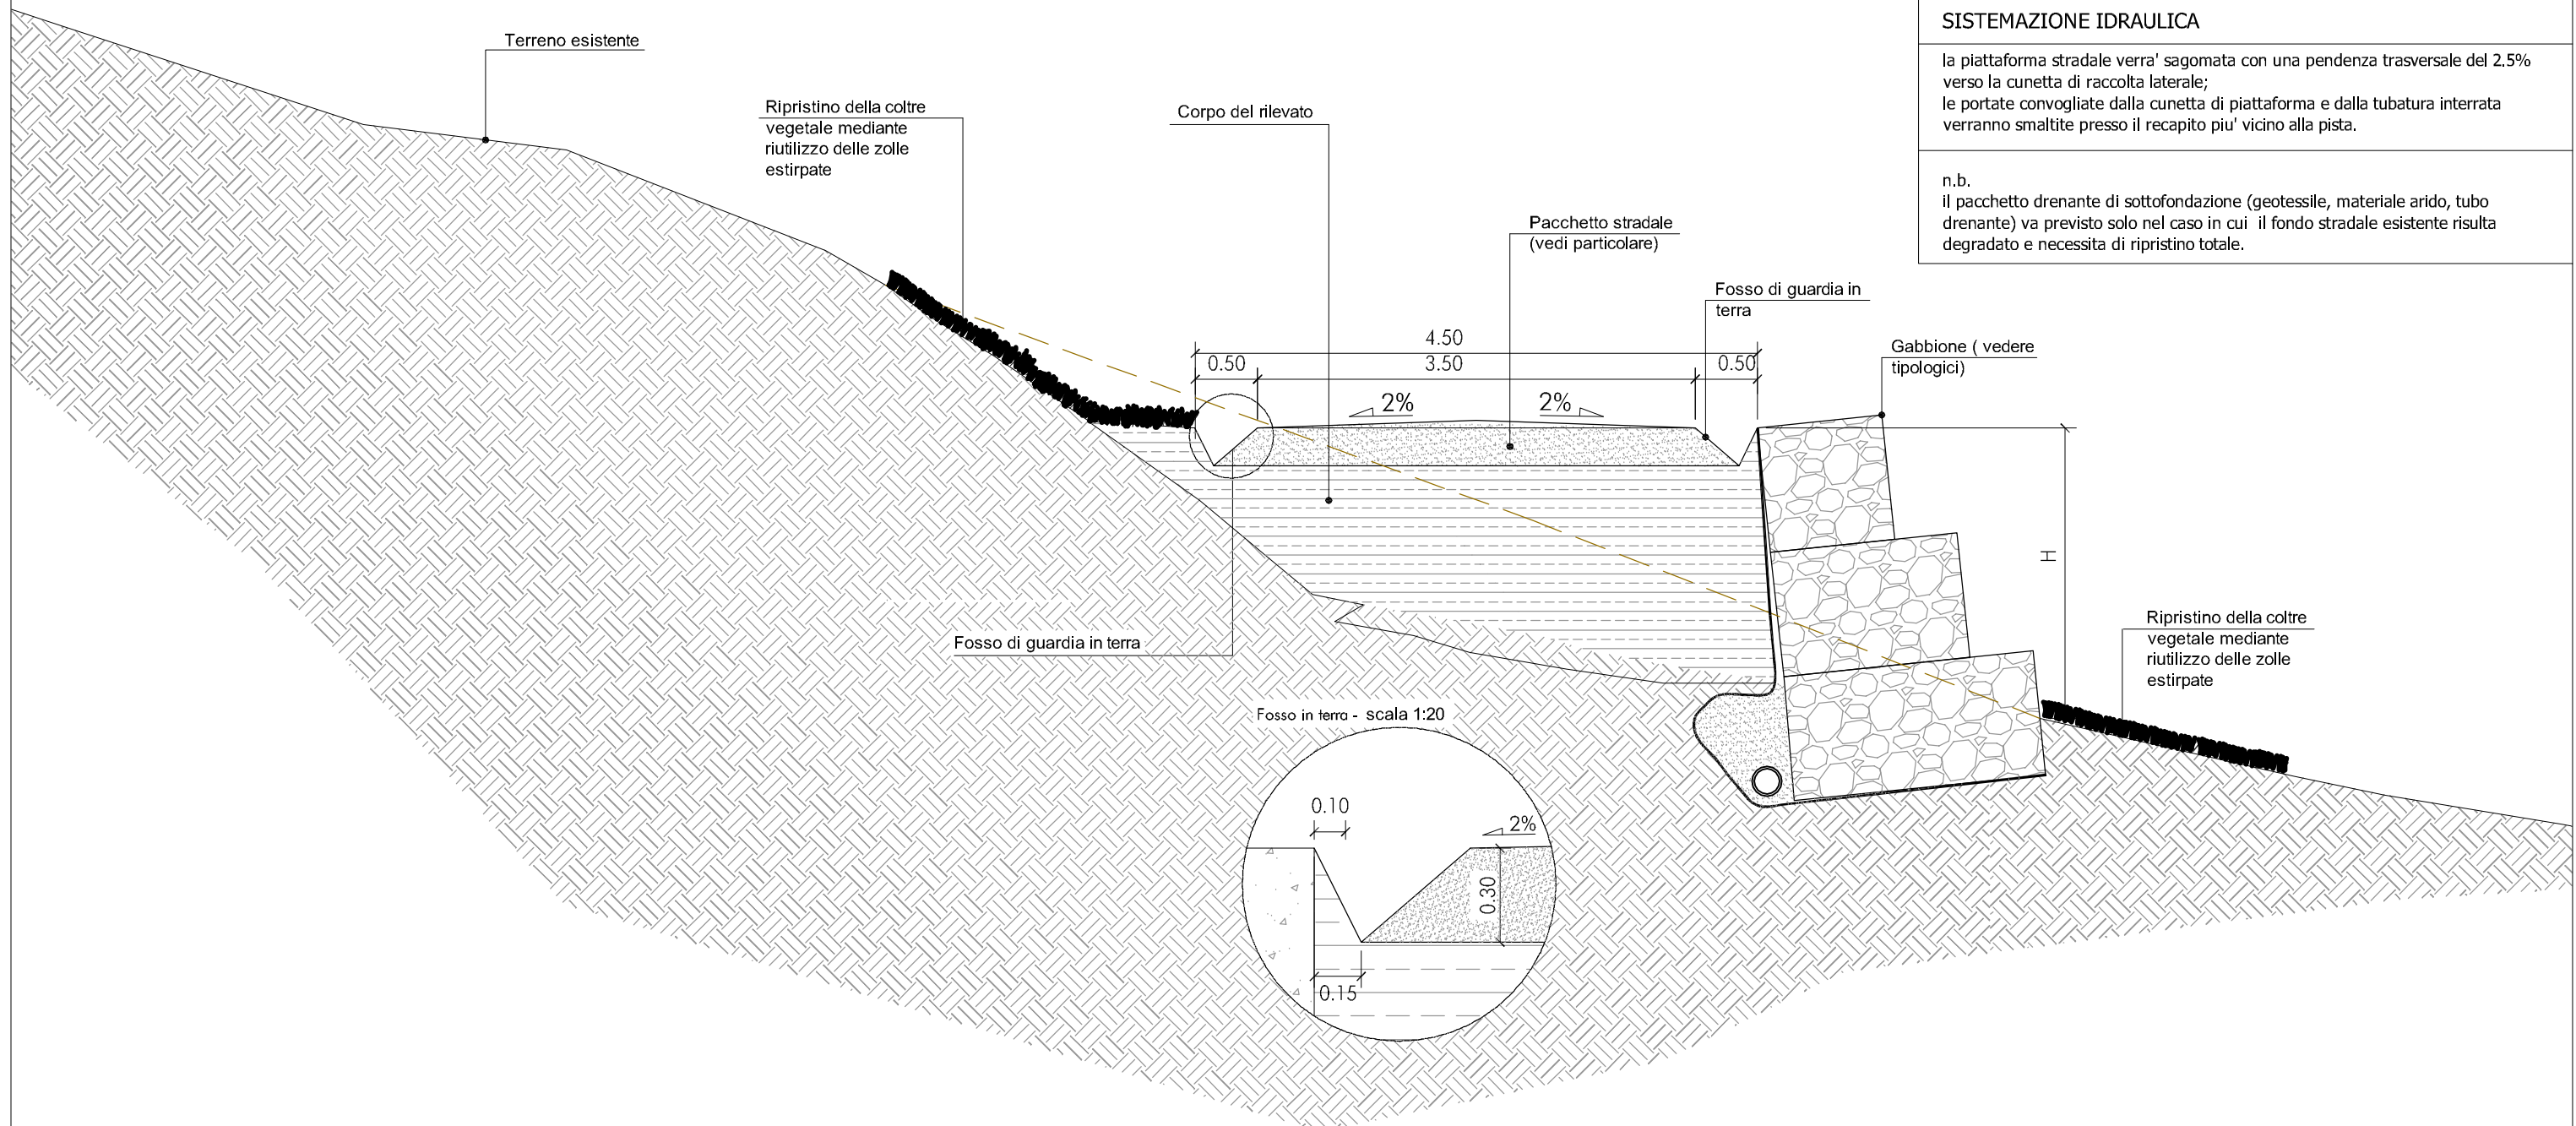 SISTEMAZIONE IDRAULICA
la piattaforma stradale verra' sagomata con una pendenza trasversale del 2.5%
verso la cunetta di raccolta laterale;
le portate convogliate dalla cunetta di piattaforma e dalla tubatura interrata
verranno smaltite presso il recapito piu' vicino alla pista.
n.b.
il pacchetto drenante di sottofondazione (geotessile, materiale arido, tubo
drenante) va previsto solo nel caso in cui il fondo stradale esistente risulta
degradato e necessita di ripristino totale.
Terreno esistente
Ripristino della coltre
vegetale mediante
riutilizzo delle zolle
estirpate
Corpo del rilevato
Pacchetto stradale
(vedi particolare)
Fosso di guardia in
terra
Gabbione ( vedere
tipologici)
4.50
0.50
3.50
0.50
2%
2%
H
Fosso di guardia in terra
Ripristino della coltre
vegetale mediante
riutilizzo delle zolle
estirpate
Fosso in terra - scala 1:20
0.10
2%
0.30
0.15